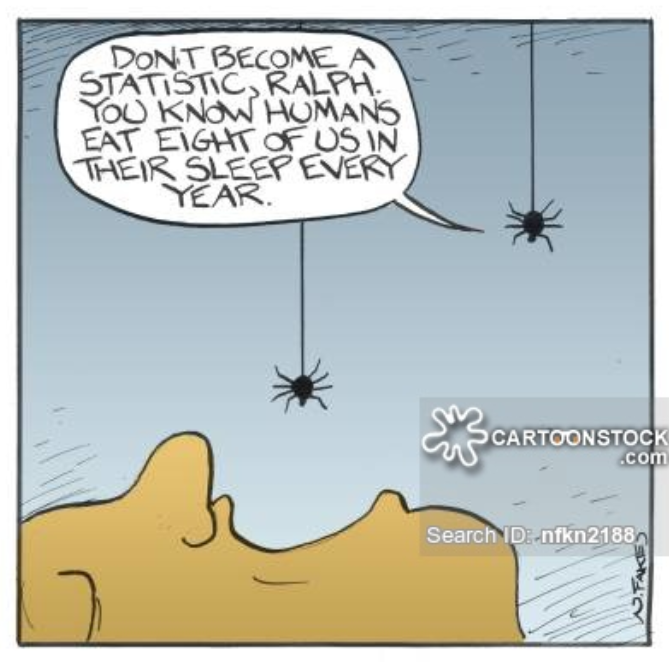 DON'T BECOME A
STATISTIC, RALPH.
YOU KNOW HUMANS
EAT EIGHT OF US IN
THEIR SLEEP EVERY
YEAR.
CARTOONSTOCK
.com
Search ID: nfkn2188
N. FAKES